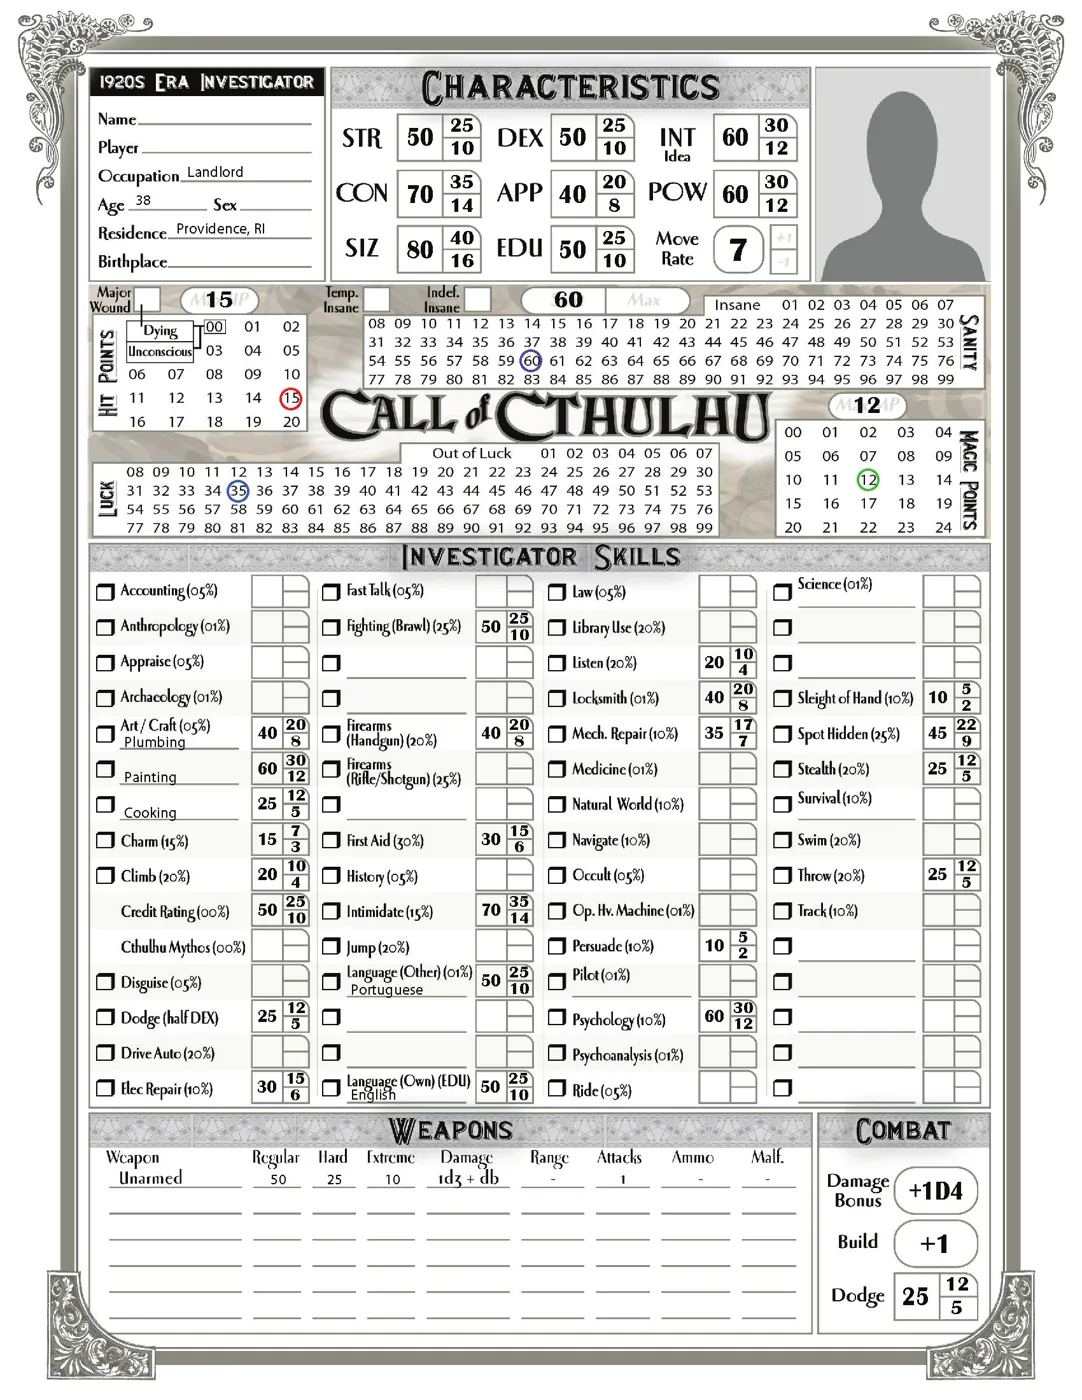 1920s Era Investigator
Name
Player
Occupation Landlord
Age 38 Sex
Residence Providence, RI
Birthplace
Characteristics
STR 50 25 10 DEX 50 25 10 INT Idea 60 30 12
CON 70 35 14 APP 40 20 8 POW 60 30 12
SIZ 80 40 16 EDU 50 25 10 Move Rate 7 +1 -1
Major Wound 15
Temp. Insane Indef. Insane 60 Max
Hit Points
Dying 00 01 02
Unconscious 03 04 05
06 07 08 09 10
11 12 13 14 15
16 17 18 19 20
Insane 01 02 03 04 05 06 07
08 09 10 11 12 13 14 15 16 17 18 19 20 21 22 23 24 25 26 27 28 29 30
31 32 33 34 35 36 37 38 39 40 41 42 43 44 45 46 47 48 49 50 51 52 53
54 55 56 57 58 59 60 61 62 63 64 65 66 67 68 69 70 71 72 73 74 75 76
77 78 79 80 81 82 83 84 85 86 87 88 89 90 91 92 93 94 95 96 97 98 99
Sanity
Call of Cthulhu
12
00 01 02 03 04
05 06 07 08 09
10 11 12 13 14
15 16 17 18 19
20 21 22 23 24
Magic Points
Luck
Out of Luck 01 02 03 04 05 06 07
08 09 10 11 12 13 14 15 16 17 18 19 20 21 22 23 24 25 26 27 28 29 30
31 32 33 34 35 36 37 38 39 40 41 42 43 44 45 46 47 48 49 50 51 52 53
54 55 56 57 58 59 60 61 62 63 64 65 66 67 68 69 70 71 72 73 74 75 76
77 78 79 80 81 82 83 84 85 86 87 88 89 90 91 92 93 94 95 96 97 98 99
Investigator Skills
Accounting (05%)
Anthropology (01%)
Appraise (05%)
Archaeology (01%)
Art / Craft (05%)
Plumbing 40 20 8
Painting 60 30 12
Cooking 25 12 5
Charm (15%) 15 7 3
Climb (20%) 20 10 4
Credit Rating (00%) 50 25 10
Cthulhu Mythos (00%)
Disguise (05%)
Dodge (half DEX) 25 12 5
Drive Auto (20%)
Elec Repair (10%) 30 15 6
Fast Talk (05%)
Fighting (Brawl) (25%) 50 25 10
Firearms
(Handgun) (20%) 40 20 8
Firearms
(Rifle/Shotgun) (25%)
First Aid (30%) 30 15 6
History (05%)
Intimidate (15%) 70 35 14
Jump (20%)
Language (Other) (01%)
Portuguese 50 25 10
Language (Own) (EDU)
English 50 25 10
Law (05%)
Library Use (20%)
Listen (20%) 20 10 4
Locksmith (01%) 40 20 8
Mech. Repair (10%) 35 17 7
Medicine (01%)
Natural World (10%)
Navigate (10%)
Occult (05%)
Op. Hv. Machine (01%)
Persuade (10%) 10 5 2
Pilot (01%)
Psychology (10%) 60 30 12
Psychoanalysis (01%)
Ride (05%)
Science (01%)
Sleight of Hand (10%) 10 5 2
Spot Hidden (25%) 45 22 9
Stealth (20%) 25 12 5
Survival (10%)
Swim (20%)
Throw (20%) 25 12 5
Track (10%)
Weapons
Weapon Regular Hard Extreme Damage Range Attacks Ammo Malf.
Unarmed 50 25 10 1d3 + db - 1 - -
Combat
Damage Bonus +1D4
Build +1
Dodge 25 12 5